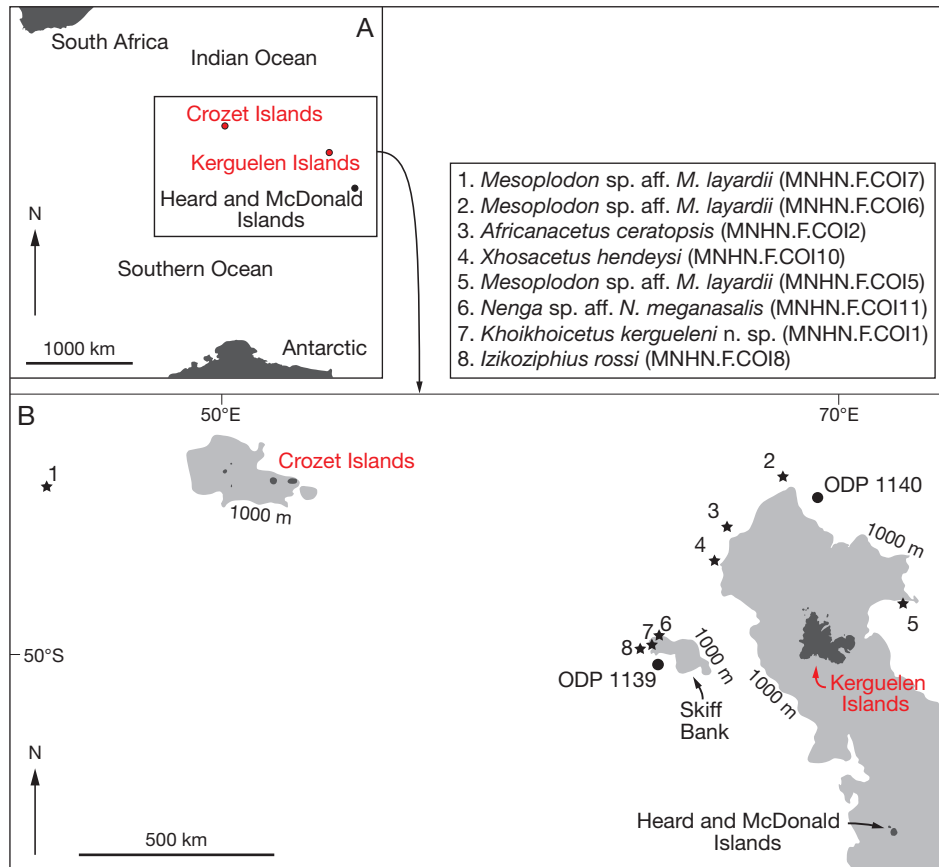 A
South Africa
Indian Ocean
Crozet Islands
Kerguelen Islands
Heard and McDonald
Islands
N
Southern Ocean
1000 km
Antarctic
1. Mesoplodon sp. aff. M. layardii (MNHN.F.COI7)
2. Mesoplodon sp. aff. M. layardii (MNHN.F.COI6)
3. Africanacetus ceratopsis (MNHN.F.COI2)
4. Xhosacetus hendeysi (MNHN.F.COI10)
5. Mesoplodon sp. aff. M. layardii (MNHN.F.COI5)
6. Nenga sp. aff. N. meganasalis (MNHN.F.COI11)
7. Khoikhoicetus kergueleni n. sp. (MNHN.F.COI1)
8. Izikoziphius rossi (MNHN.F.COI8)
B
50°E
70°E
1
Crozet Islands
1000 m
2
ODP 1140
3
1000 m
4
5
6
7
8
50°S
1000 m
ODP 1139
1000 m
Skiff
Bank
Kerguelen
Islands
N
500 km
Heard and McDonald
Islands